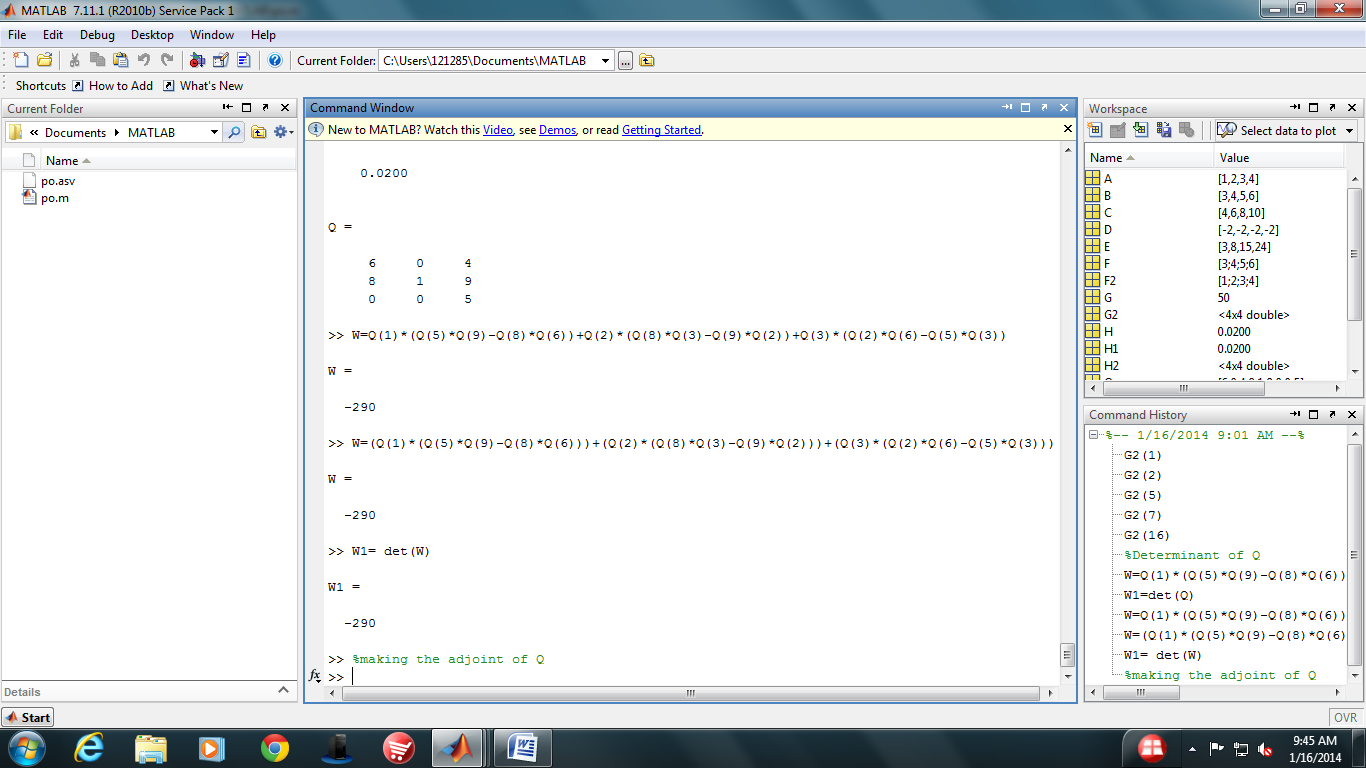 MATLAB 7.11.1 (R2010b) Service Pack 1
File Edit Debug Desktop Window Help
Current Folder: C:\Users\121285\Documents\MATLAB
Shortcuts How to Add What's New
Current Folder
« Documents MATLAB
Name
po.asv
po.m
Details
Command Window
New to MATLAB? Watch this Video, see Demos, or read Getting Started.
0.0200
Q =
6 0 4
8 1 9
0 0 5
>> W=Q(1)*(Q(5)*Q(9)-Q(8)*Q(6))+Q(2)*(Q(8)*Q(3)-Q(9)*Q(2))+Q(3)*(Q(2)*Q(6)-Q(5)*Q(3))
W =
-290
>> W=(Q(1)*(Q(5)*Q(9)-Q(8)*Q(6)))+(Q(2)*(Q(8)*Q(3)-Q(9)*Q(2)))+(Q(3)*(Q(2)*Q(6)-Q(5)*Q(3)))
W =
-290
>> W1= det(W)
W1 =
-290
>> %making the adjoint of Q
fx >>
Workspace
Select data to plot
Name Value
A [1,2,3,4]
B [3,4,5,6]
C [4,6,8,10]
D [-2,-2,-2,-2]
E [3,8,15,24]
F [3;4;5;6]
F2 [1;2;3;4]
G 50
G2 <4x4 double>
H 0.0200
H1 0.0200
H2 <4x4 double>
Command History
%-- 1/16/2014 9:01 AM --%
G2(1)
G2(2)
G2(5)
G2(7)
G2(16)
%Determinant of Q
W=Q(1)*(Q(5)*Q(9)-Q(8)*Q(6))
W1=det(Q)
W=Q(1)*(Q(5)*Q(9)-Q(8)*Q(6))
W=(Q(1)*(Q(5)*Q(9)-Q(8)*Q(6)
W1= det(W)
%making the adjoint of Q
Start
OVR
9:45 AM
1/16/2014